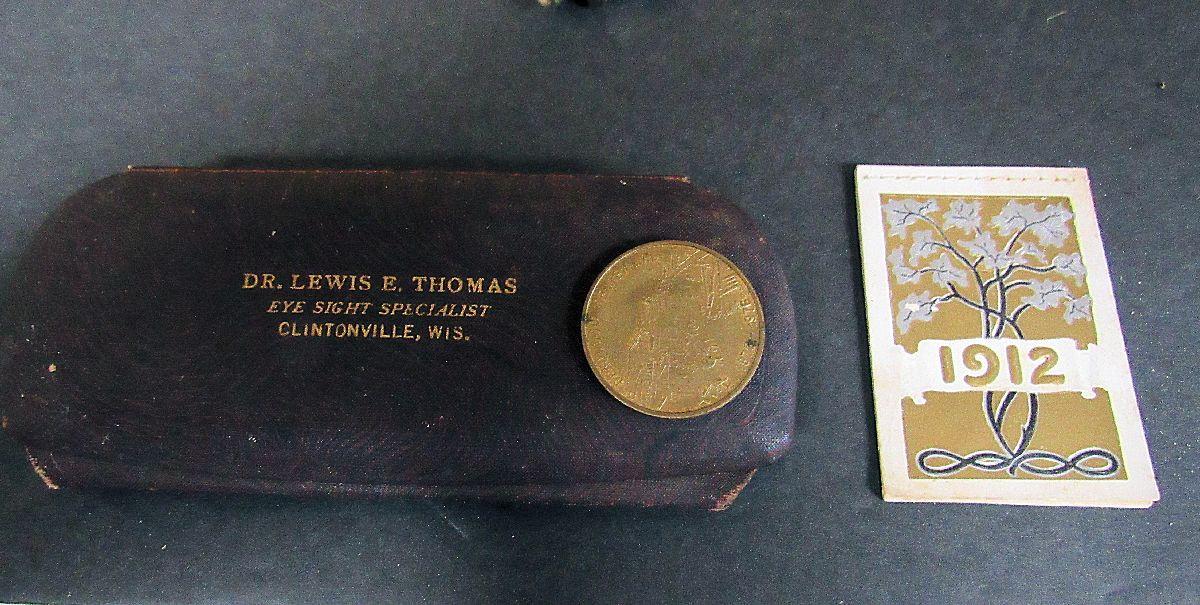 DR. LEWIS E. THOMAS
EYE SIGHT SPECIALIST
CLINTONVILLE, WIS.
1912